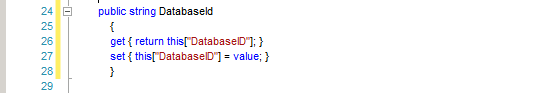 24 public string DatabaseId
25 {
26 get { return this["DatabaseID"]; }
27 set { this["DatabaseID"] = value; }
28 }
29